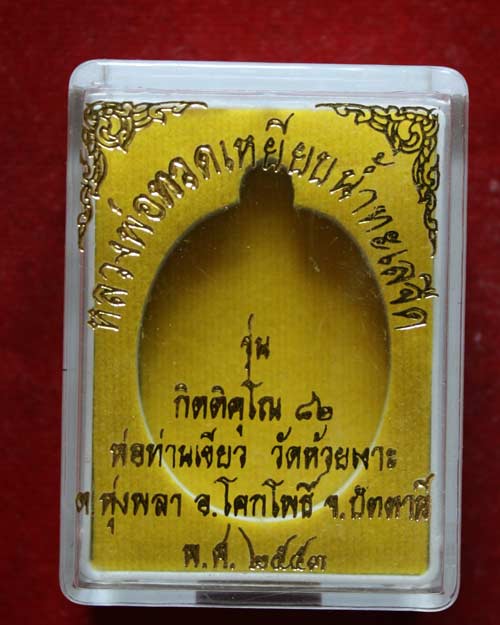 หลวงพ่อทวดเหยียบน้ำทะเลจืด
รุ่น
กิตติคุโณ ๘๒
พ่อท่านเขียว วัดห้วยเงาะ
ต.ทุ่งพลา อ.โคกโพธิ์ จ.ปัตตานี
พ.ศ. ๒๕๕๓